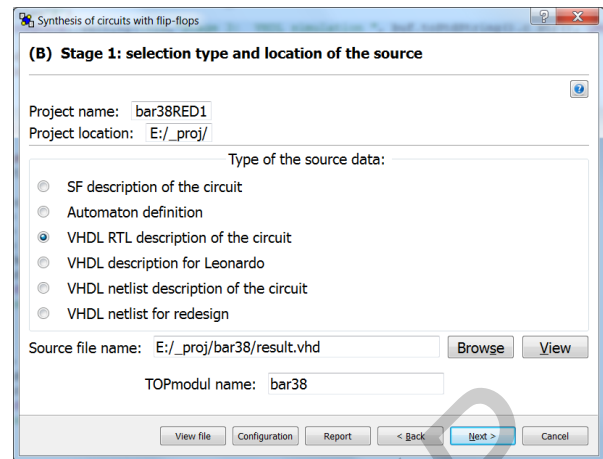 Synthesis of circuits with flip-flops
(B) Stage 1: selection type and location of the source
Project name: bar38RED1
Project location: E:/_proj/
Type of the source data:
SF description of the circuit
Automaton definition
VHDL RTL description of the circuit
VHDL description for Leonardo
VHDL netlist description of the circuit
VHDL netlist for redesign
Source file name: E:/_proj/bar38/result.vhd Browse View
TOPmodul name: bar38
View file Configuration Report < Back Next > Cancel